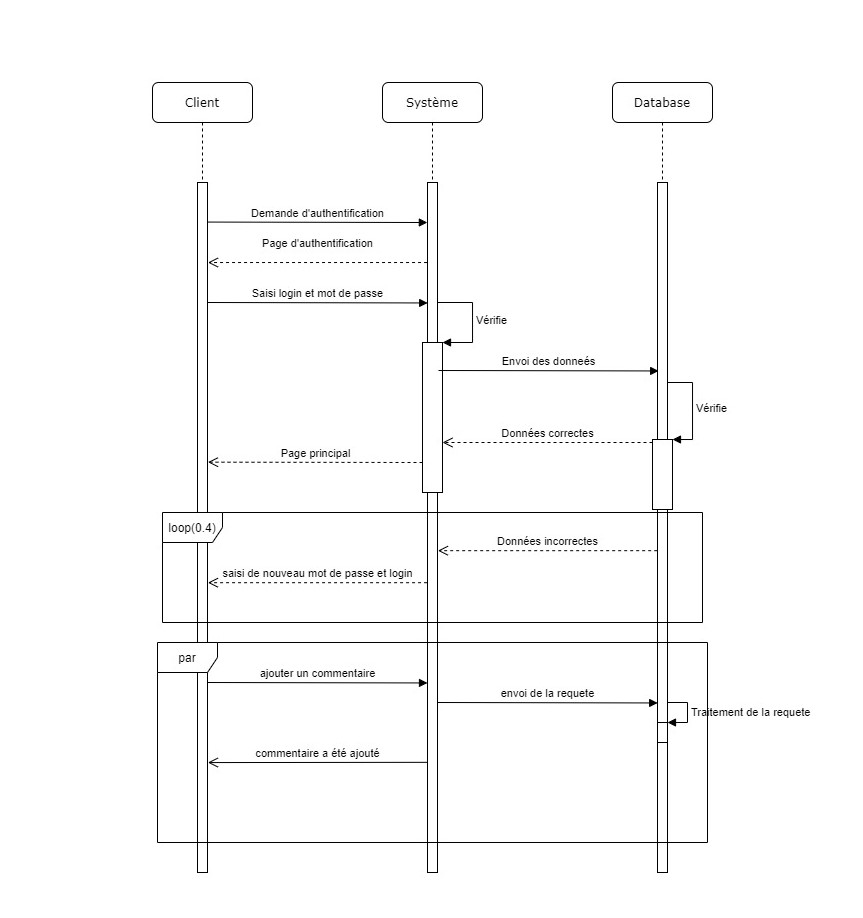 Client
Système
Database
Demande d'authentification
Page d'authentification
Saisi login et mot de passe
Vérifie
Envoi des donneés
Vérifie
Données correctes
Page principal
loop(0.4)
Données incorrectes
saisi de nouveau mot de passe et login
par
ajouter un commentaire
envoi de la requete
Traitement de la requete
commentaire a été ajouté